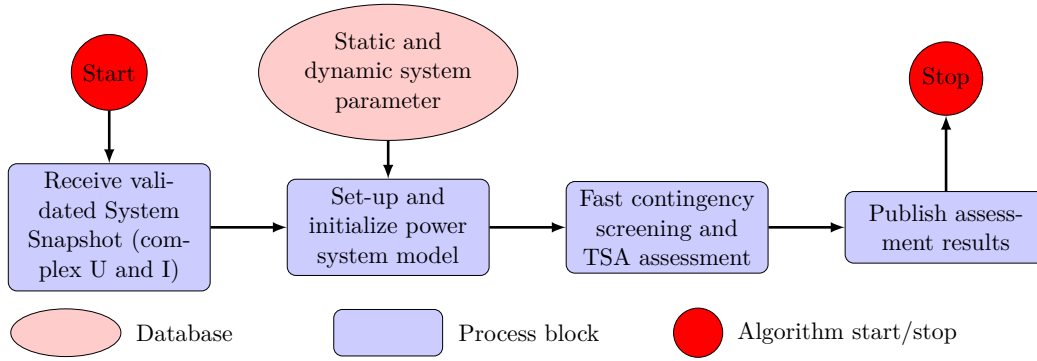 Start
Static and
dynamic system
parameter
Stop
Receive vali-
dated System
Snapshot (com-
plex U and I)
Set-up and
initialize power
system model
Fast contingency
screening and
TSA assessment
Publish assess-
ment results
Database
Process block
Algorithm start/stop